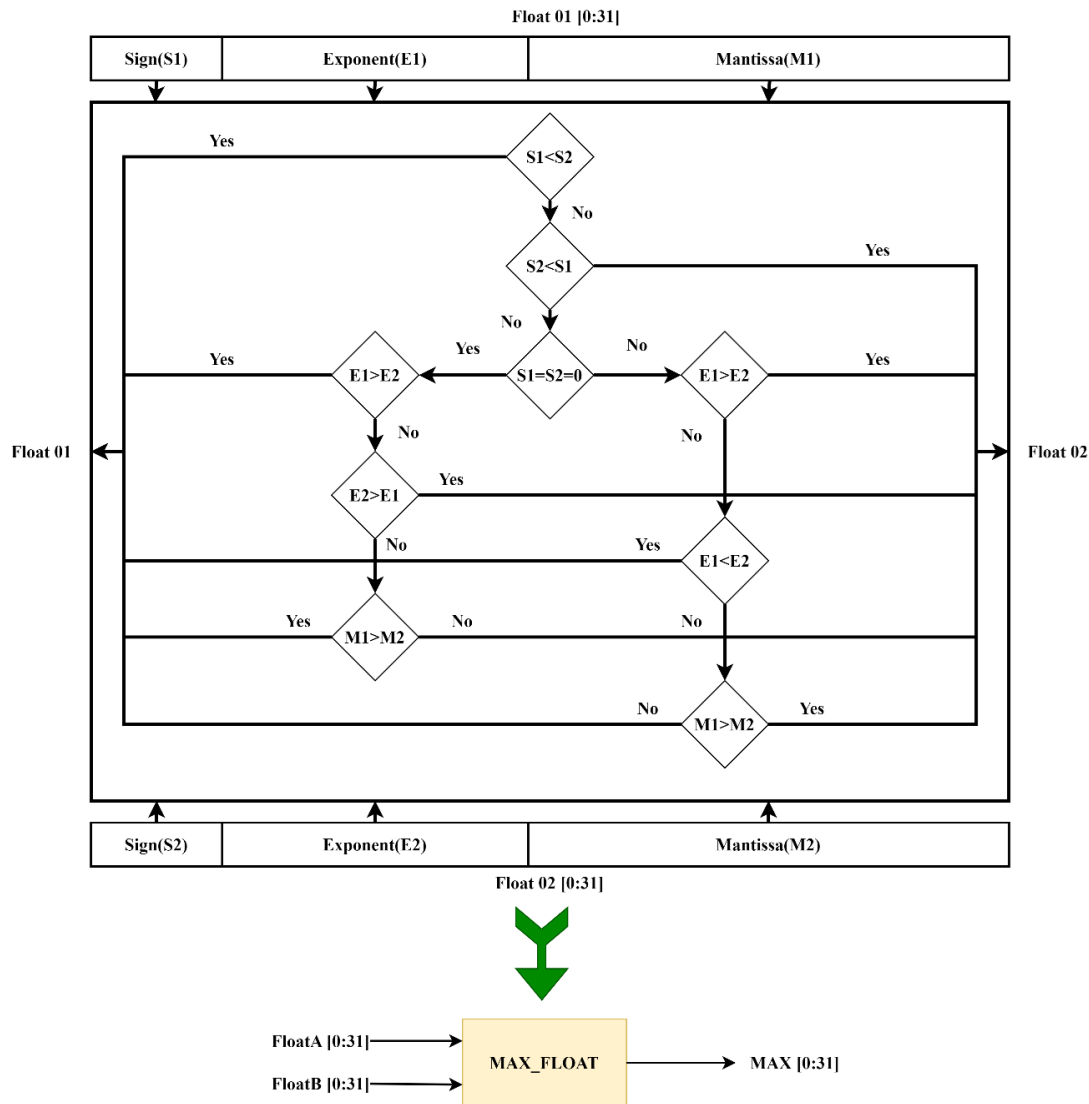 Float 01 [0:31]
Sign(S1) Exponent(E1) Mantissa(M1)
Yes
S1<S2
No
S2<S1
Yes
No
Yes
E1>E2
Yes
S1=S2=0
No
E1>E2
Yes
No
No
Float 01
Float 02
E2>E1
Yes
No
Yes
E1<E2
Yes
M1>M2
No
No
No
M1>M2
Yes
Sign(S2) Exponent(E2) Mantissa(M2)
Float 02 [0:31]
FloatA [0:31]
MAX_FLOAT
MAX [0:31]
FloatB [0:31]